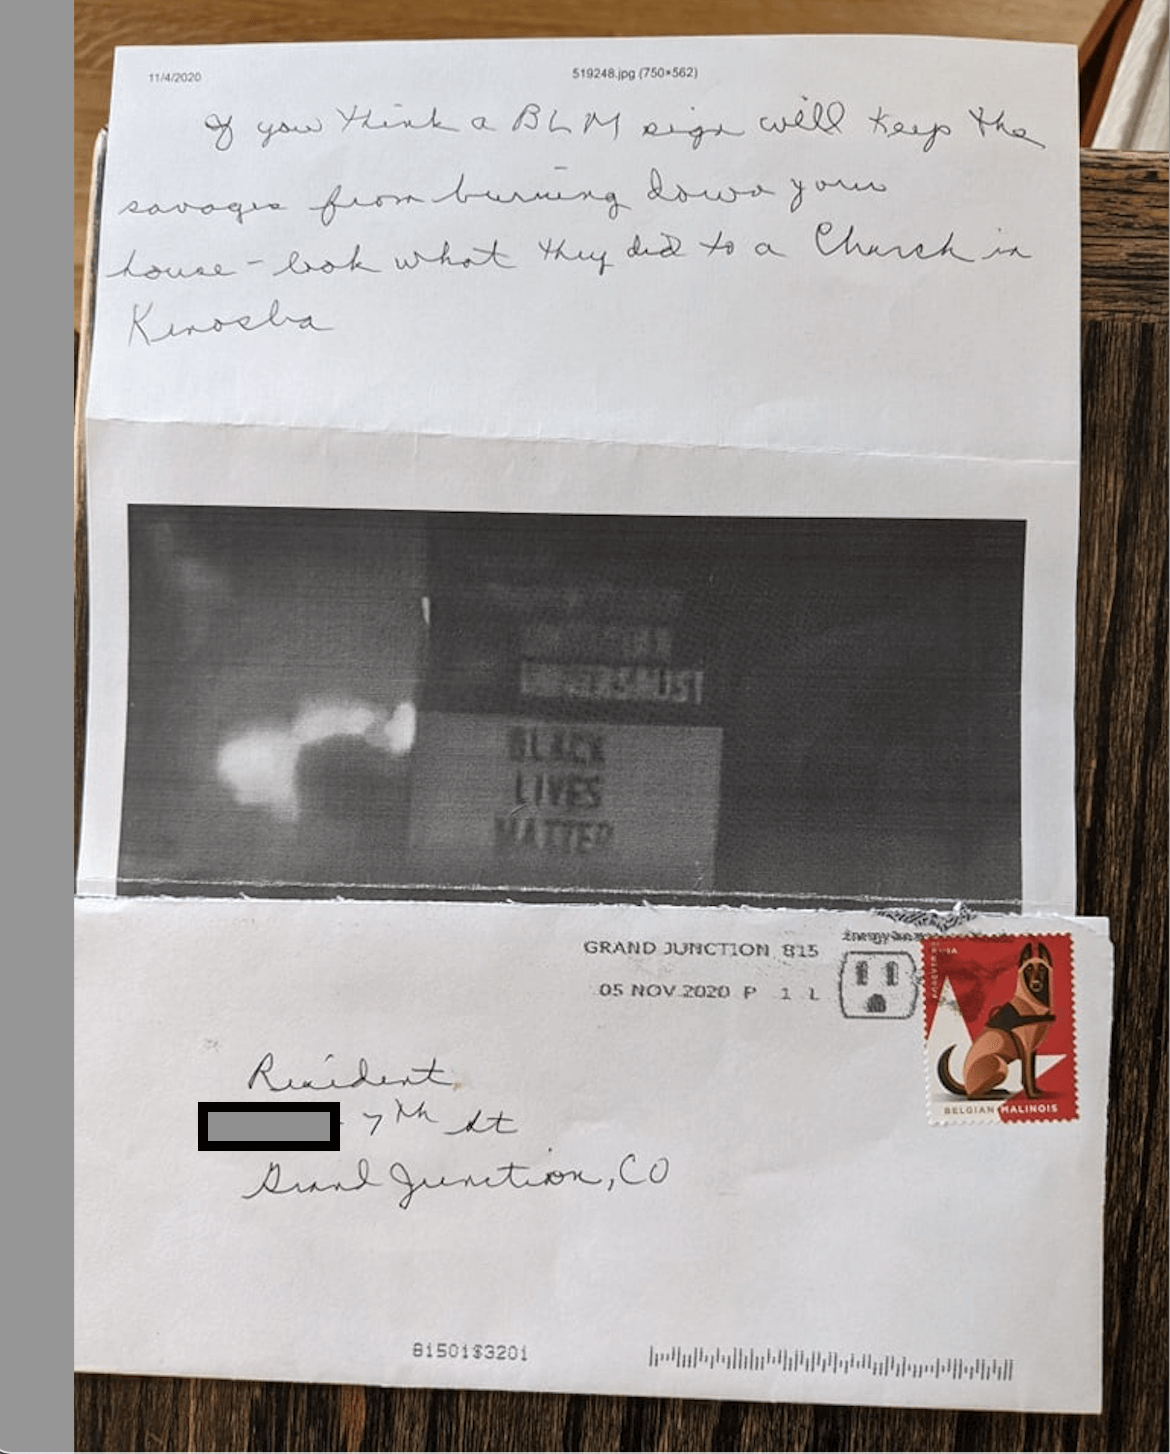 11/4/2020 519248.jpg (750×562)
If you think a BLM sign will keep the
savages from burning down your
house - look what they did to a Church in
Kenosha
UNIVERSALIST
BLACK
LIVES
MATTER
GRAND JUNCTION 815
05 NOV 2020 P 1 L
FOREVER USA
BELGIAN MALINOIS
Resident
7th St
Grand Junction, CO
81501$3201